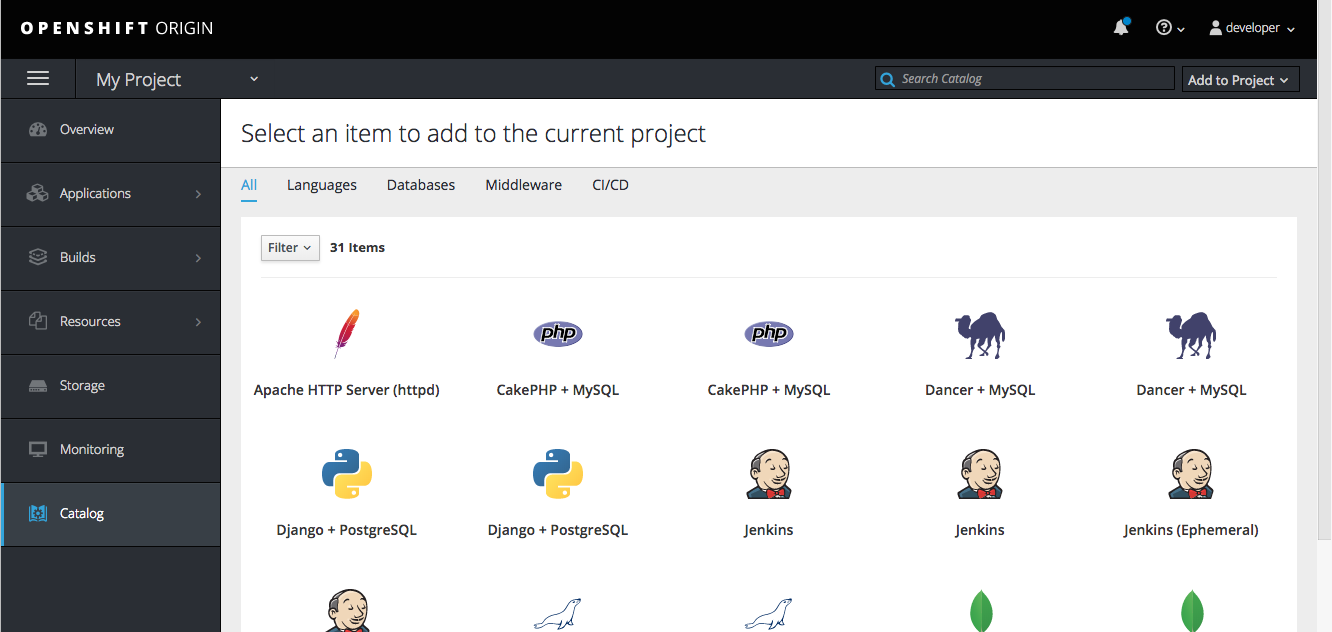 OPENSHIFT ORIGIN
developer
My Project
Search Catalog
Add to Project
Overview
Applications
Builds
Resources
Storage
Monitoring
Catalog
Select an item to add to the current project
All Languages Databases Middleware CI/CD
Filter 31 Items
php php
Apache HTTP Server (httpd) CakePHP + MySQL CakePHP + MySQL Dancer + MySQL Dancer + MySQL
Django + PostgreSQL Django + PostgreSQL Jenkins Jenkins Jenkins (Ephemeral)